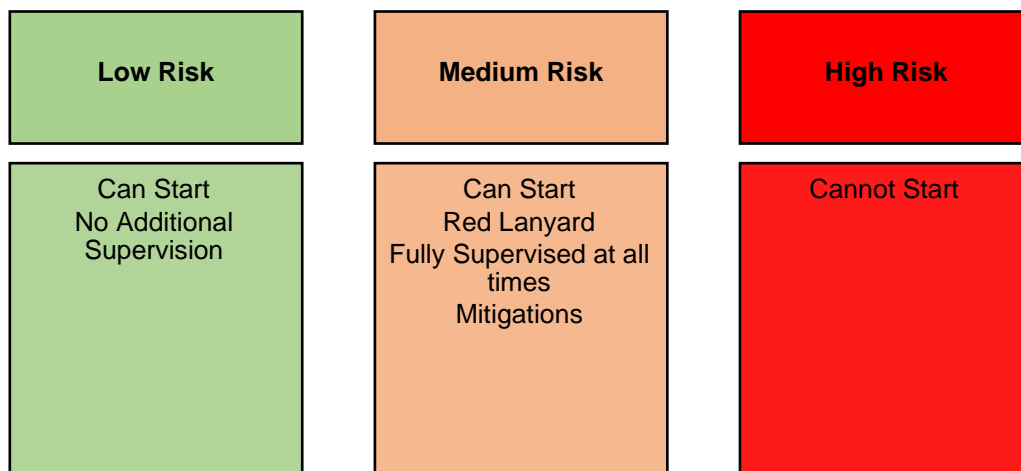 Low Risk
Medium Risk
High Risk
Can Start
No Additional
Supervision
Can Start
Red Lanyard
Fully Supervised at all
times
Mitigations
Cannot Start